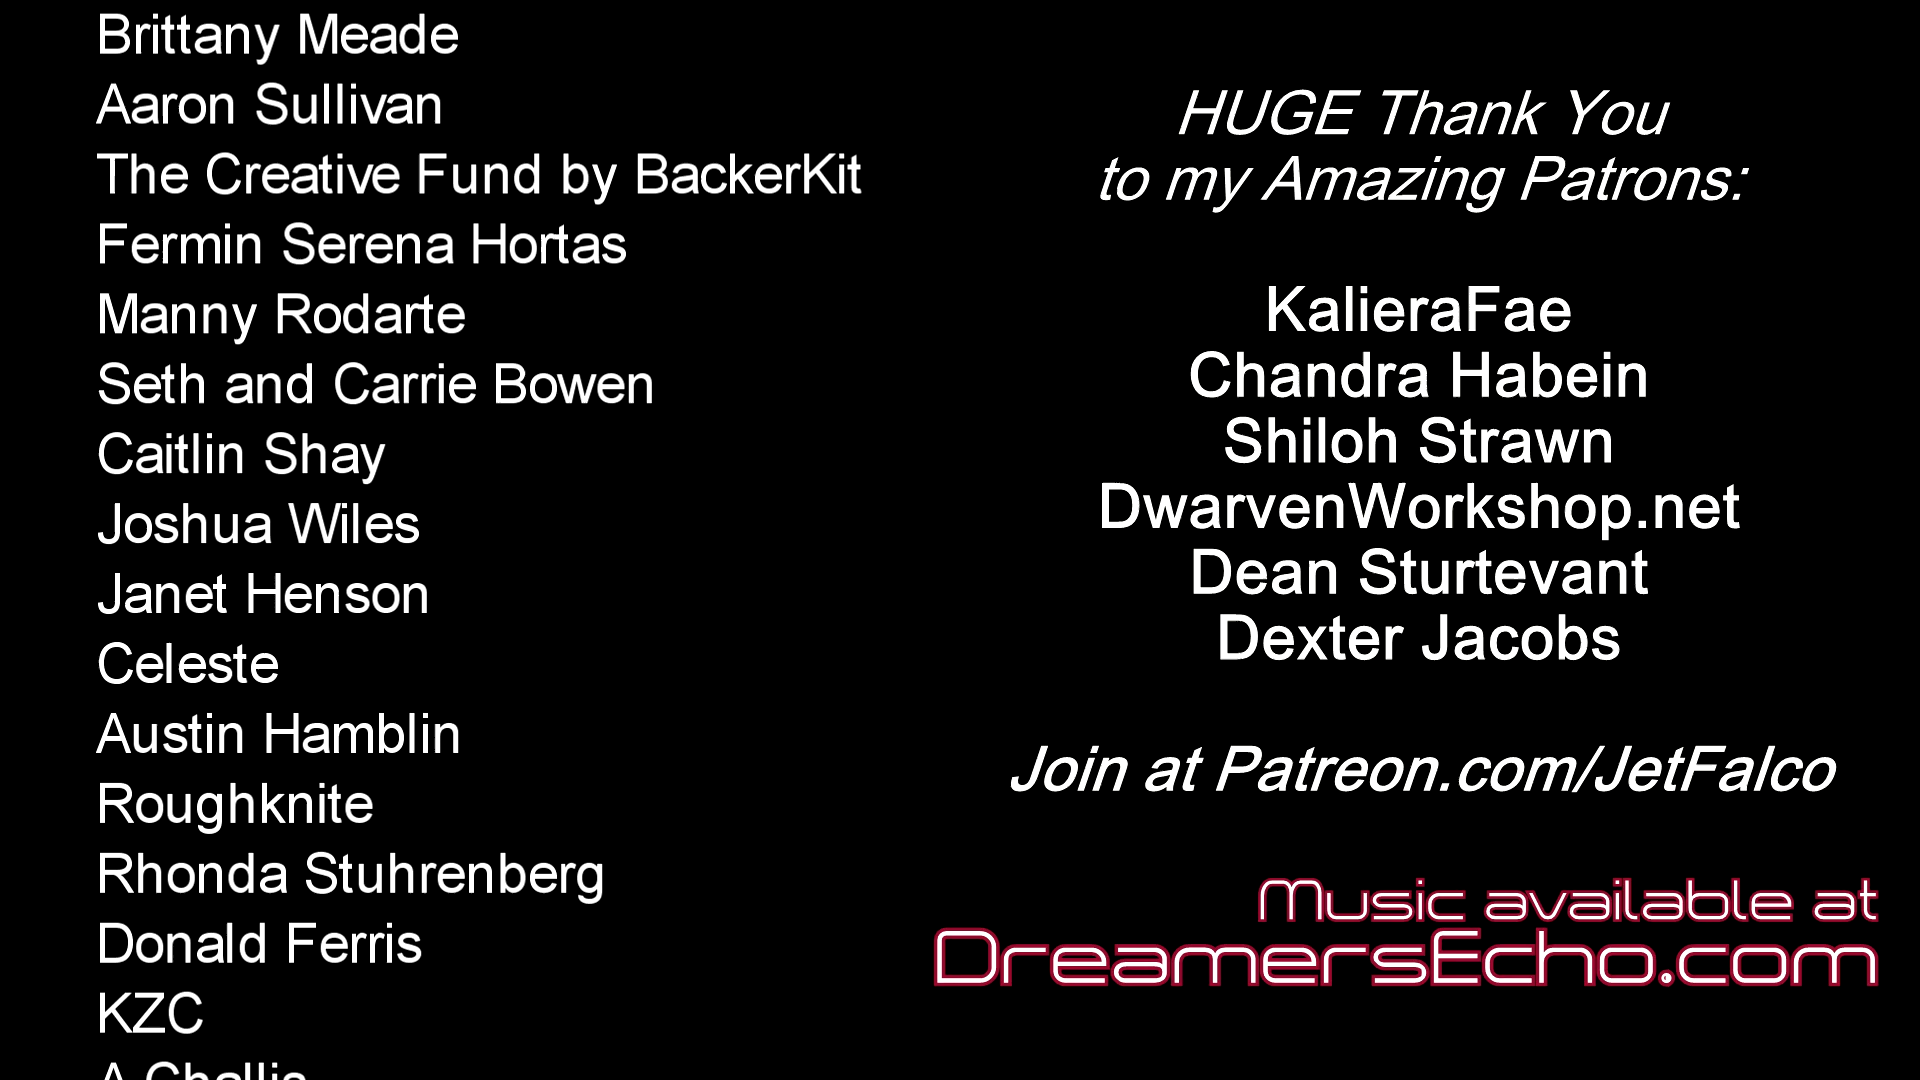 Brittany Meade
Aaron Sullivan
The Creative Fund by BackerKit
Fermin Serena Hortas
Manny Rodarte
Seth and Carrie Bowen
Caitlin Shay
Joshua Wiles
Janet Henson
Celeste
Austin Hamblin
Roughknite
Rhonda Stuhrenberg
Donald Ferris
KZC
A Challis
HUGE Thank You
to my Amazing Patrons:
KalieraFae
Chandra Habein
Shiloh Strawn
DwarvenWorkshop.net
Dean Sturtevant
Dexter Jacobs
Join at Patreon.com/JetFalco
Music available at
DreamersEcho.com